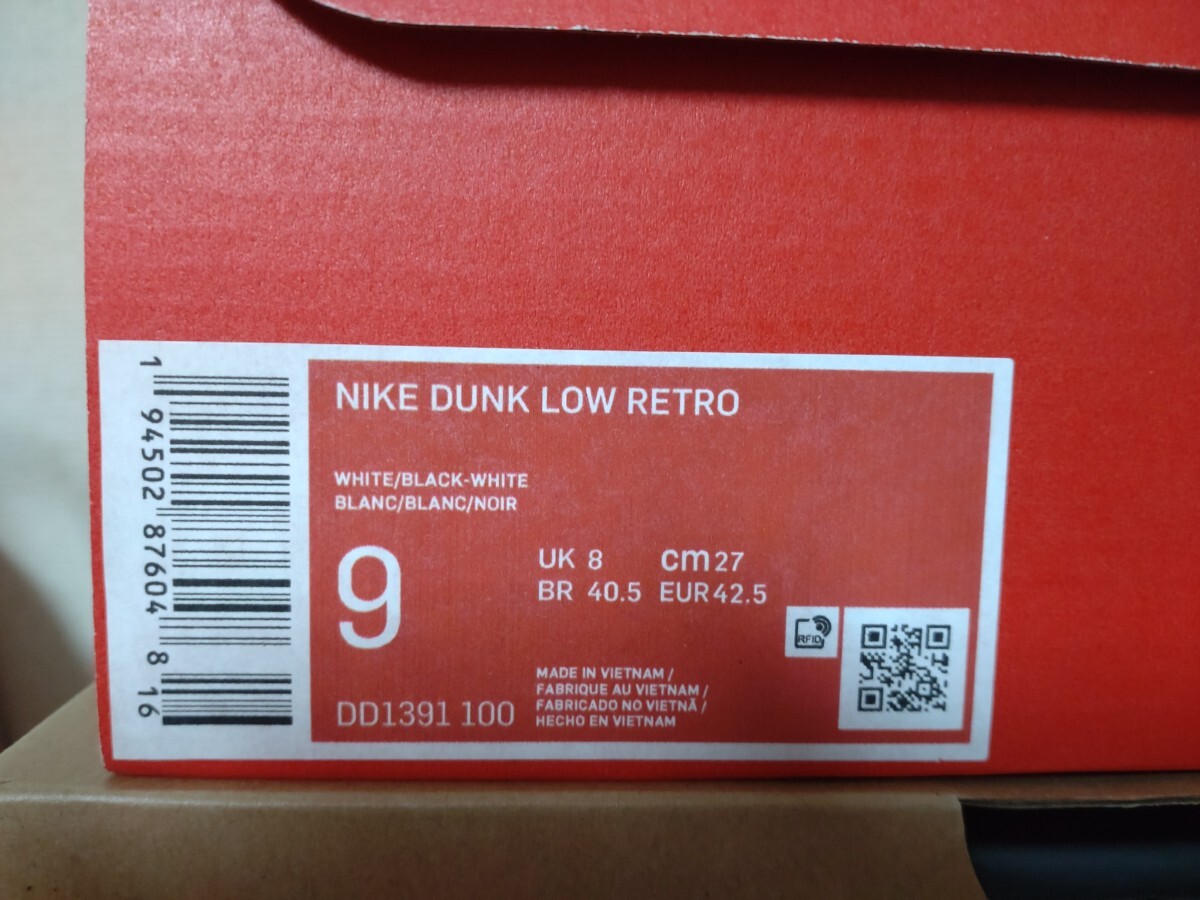 NIKE DUNK LOW RETRO
WHITE/BLACK-WHITE
BLANC/BLANC/NOIR
9
UK 8 cm 27
BR 40.5 EUR 42.5
RFID
DD1391 100
MADE IN VIETNAM /
FABRIQUE AU VIETNAM /
FABRICADO NO VIETNÃ /
HECHO EN VIETNAM
1 94502 87604 8 16